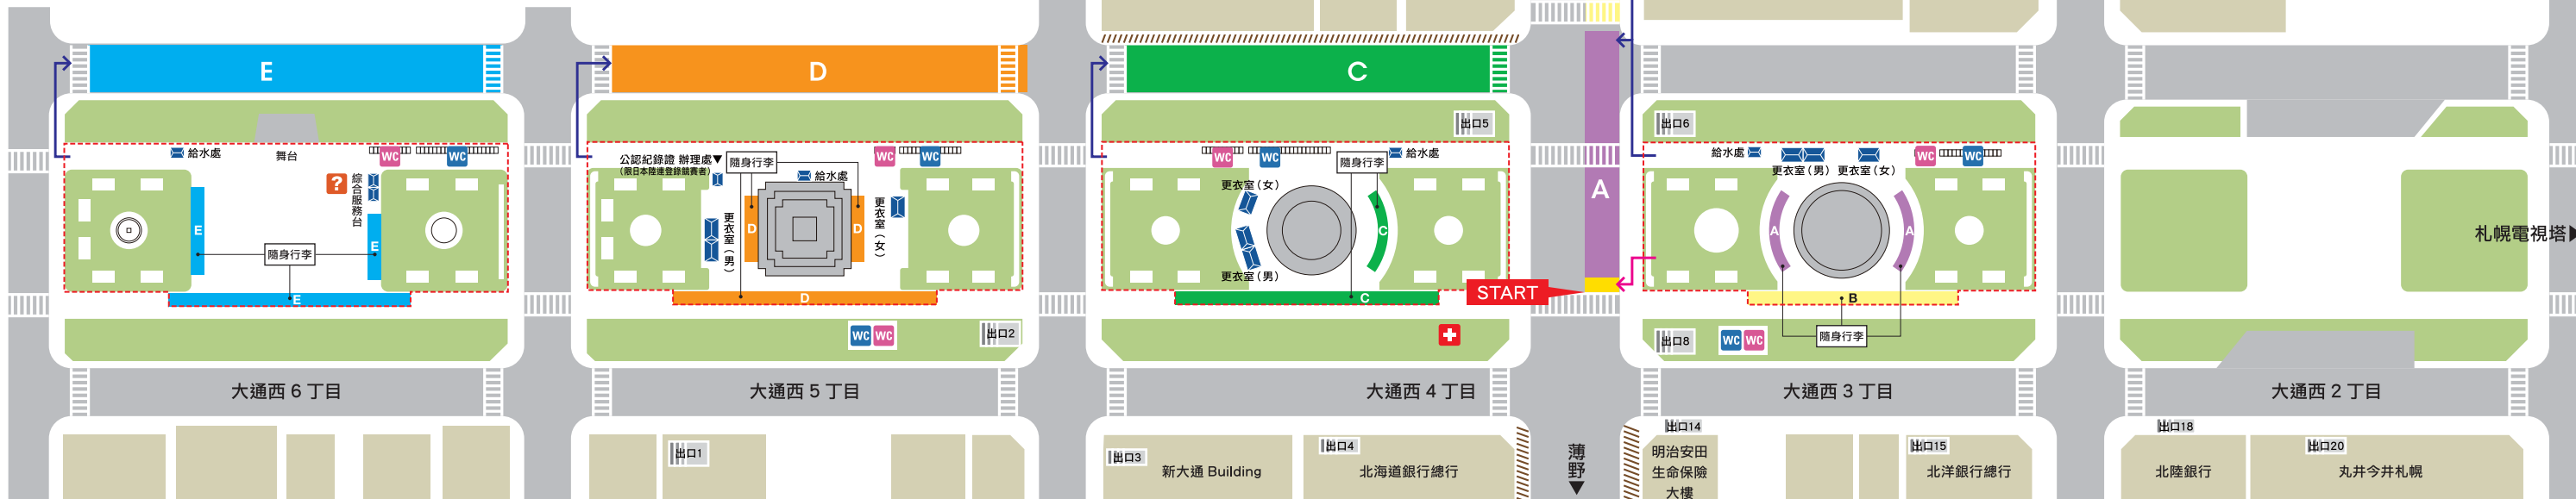 E
給水處
舞台
WC
WC
?
綜合服務台
E
E
隨身行李
E
大通西 6 丁目
D
公認紀錄證 辦理處▼
（限日本陸連登錄競賽者）
隨身行李
給水處
WC
WC
更衣室（男）
D
D
更衣室（女）
D
WC
WC
出口2
大通西 5 丁目
出口1
C
出口5
WC
WC
隨身行李
給水處
更衣室（女）
C
更衣室（男）
C
START
大通西 4 丁目
出口3
新大通 Building
出口4
北海道銀行總行
薄野▼
A
出口6
給水處
更衣室（男）
更衣室（女）
WC
WC
A
A
B
隨身行李
出口8
WC
WC
大通西 3 丁目
出口14
明治安田
生命保險
大樓
出口15
北洋銀行總行
札幌電視塔▶
大通西 2 丁目
出口18
北陸銀行
出口20
丸井今井札幌